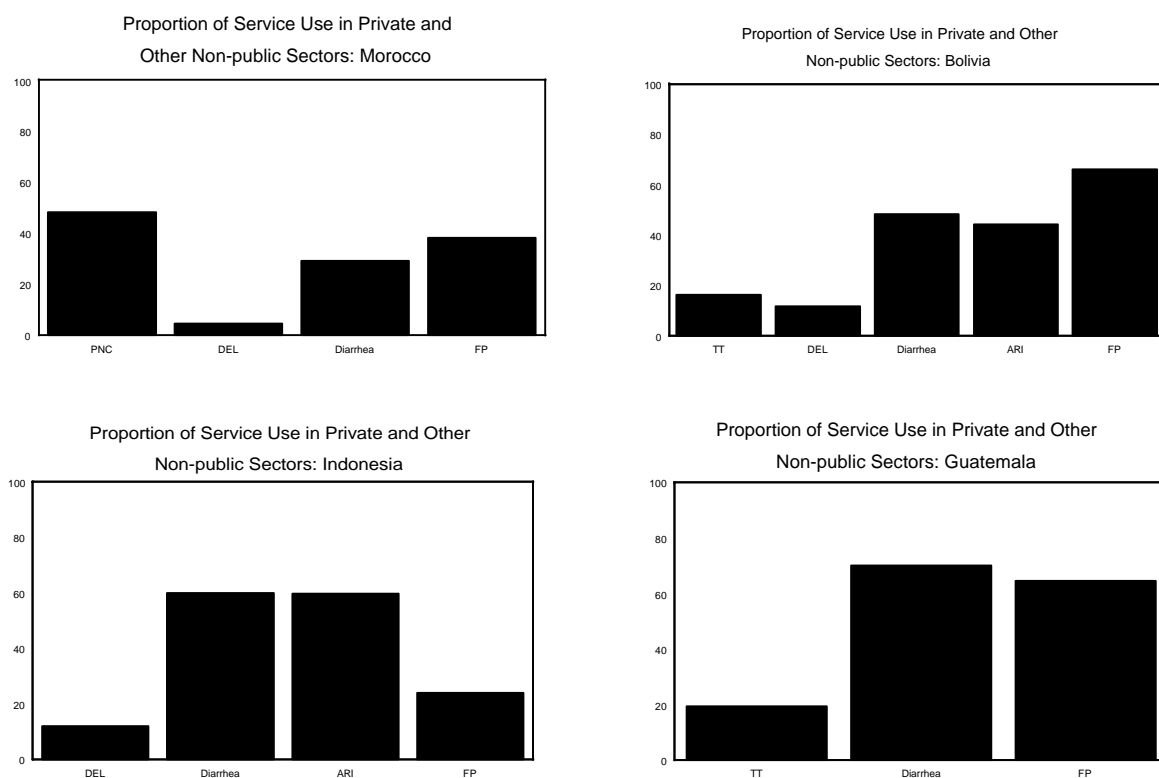 Proportion of Service Use in Private and
Other Non-public Sectors: Morocco
100
80
60
40
20
0
PNC DEL Diarrhea FP
Proportion of Service Use in Private and Other
Non-public Sectors: Bolivia
100
80
60
40
20
0
TT DEL Diarrhea ARI FP
Proportion of Service Use in Private and Other
Non-public Sectors: Indonesia
100
80
60
40
20
0
DEL Diarrhea ARI FP
Proportion of Service Use in Private and Other
Non-public Sectors: Guatemala
100
80
60
40
20
0
TT Diarrhea FP